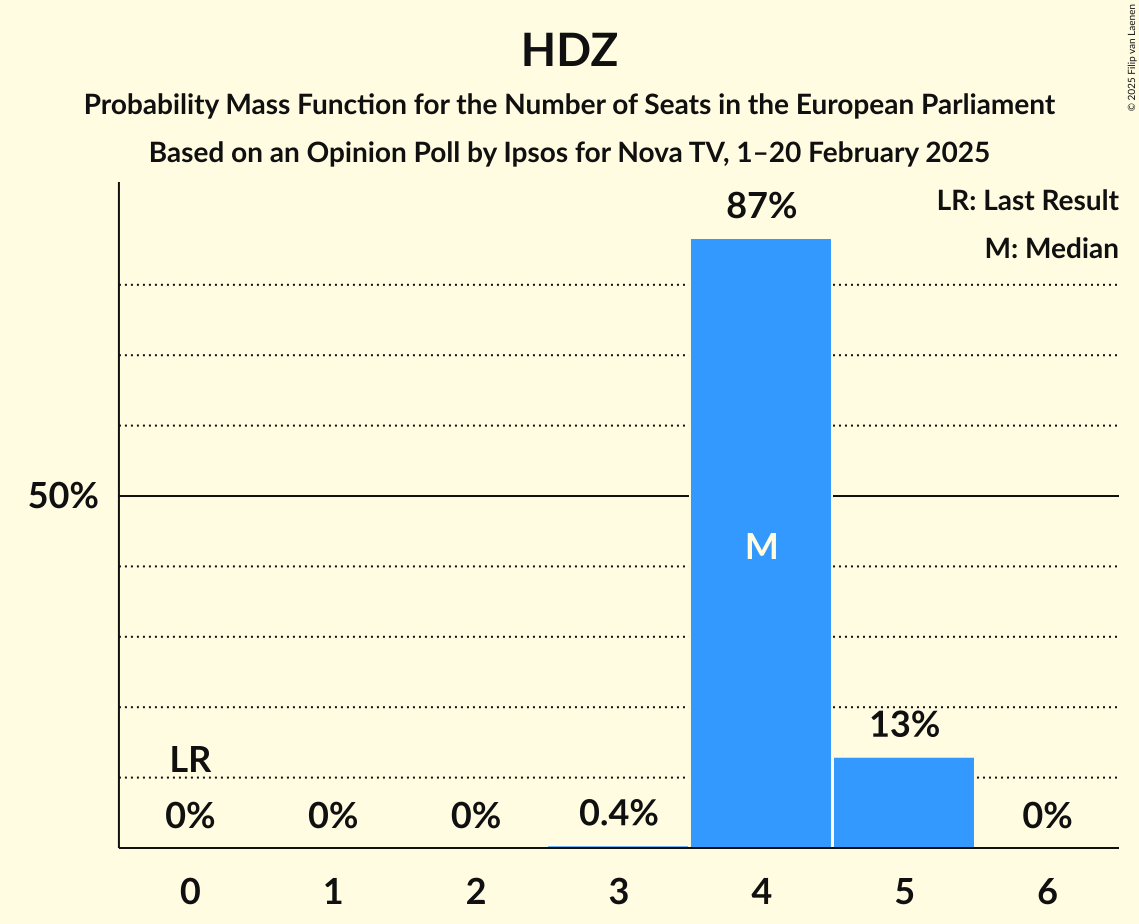 HDZ
Probability Mass Function for the Number of Seats in the European Parliament
Based on an Opinion Poll by Ipsos for Nova TV, 1–20 February 2025
© 2025 Filip van Laenen
LR: Last Result
M: Median
87%
50%
M
13%
LR
0%
0%
0%
0.4%
0%
0
1
2
3
4
5
6